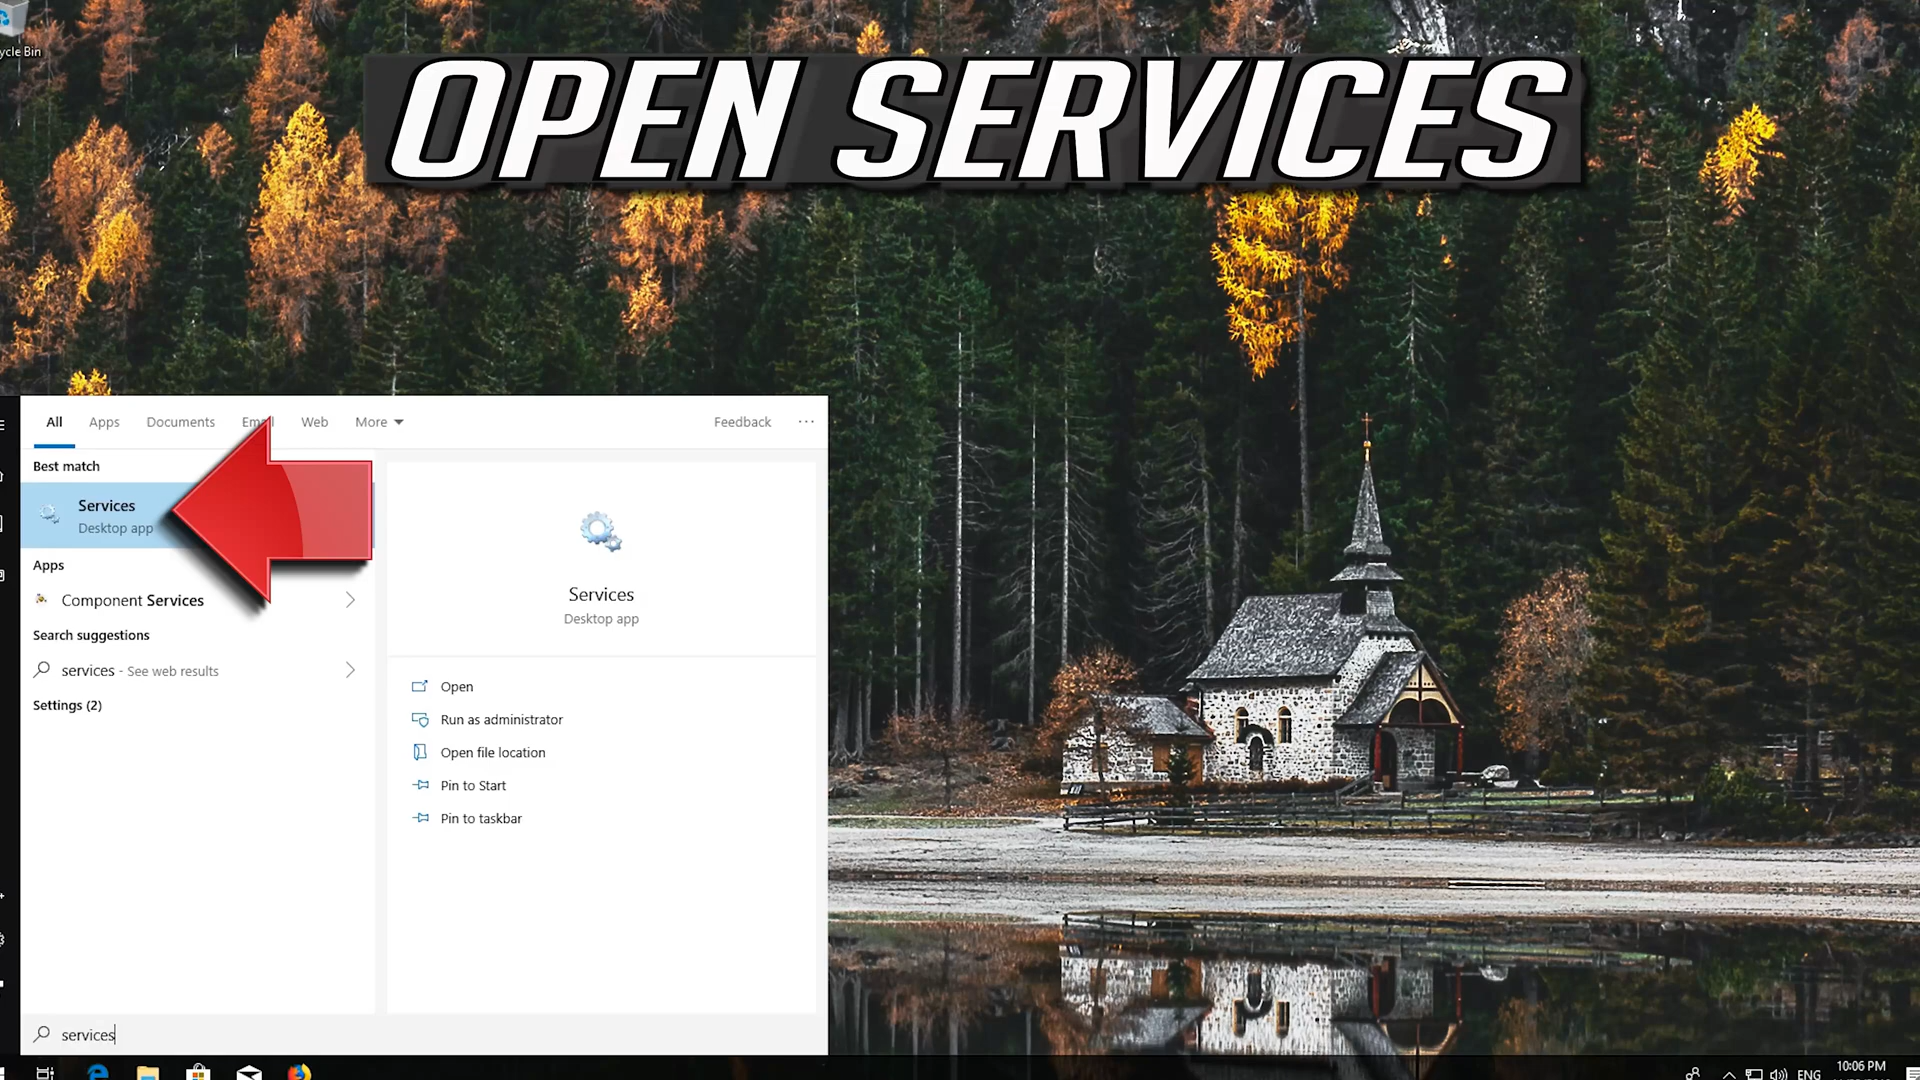 cycle Bin
OPEN SERVICES
All Apps Documents Web More Feedback
Best match
Services
Desktop app
Apps
Component Services
Search suggestions
services - See web results
Settings (2)
Services
Desktop app
Open
Run as administrator
Open file location
Pin to Start
Pin to taskbar
services
ENG
10:06 PM